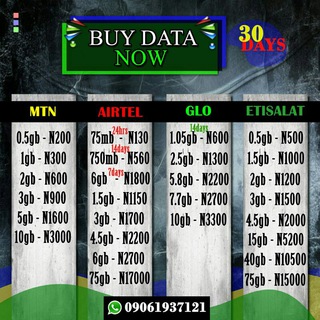 BUY DATA
NOW
30
DAYS
MTN
0.5gb - N200
1gb - N300
2gb - N600
3gb - N900
5gb - N1600
10gb - N3000
AIRTEL
24hrs
75mb - N130
14days
750mb - N560
7days
6gb - N1800
1.5gb - N1150
3gb - N1700
4.5gb - N2200
6gb - N2700
75gb - N17000
GLO
14days
1.05gb - N600
2.5gb - N1300
5.8gb - N2200
7.7gb - N2700
10gb - N3300
ETISALAT
0.5gb - N500
1.5gb - N1000
2gb - N1200
3gb - N1500
4.5gb - N2000
15gb - N5200
40gb - N10500
75gb - N15000
09061937121